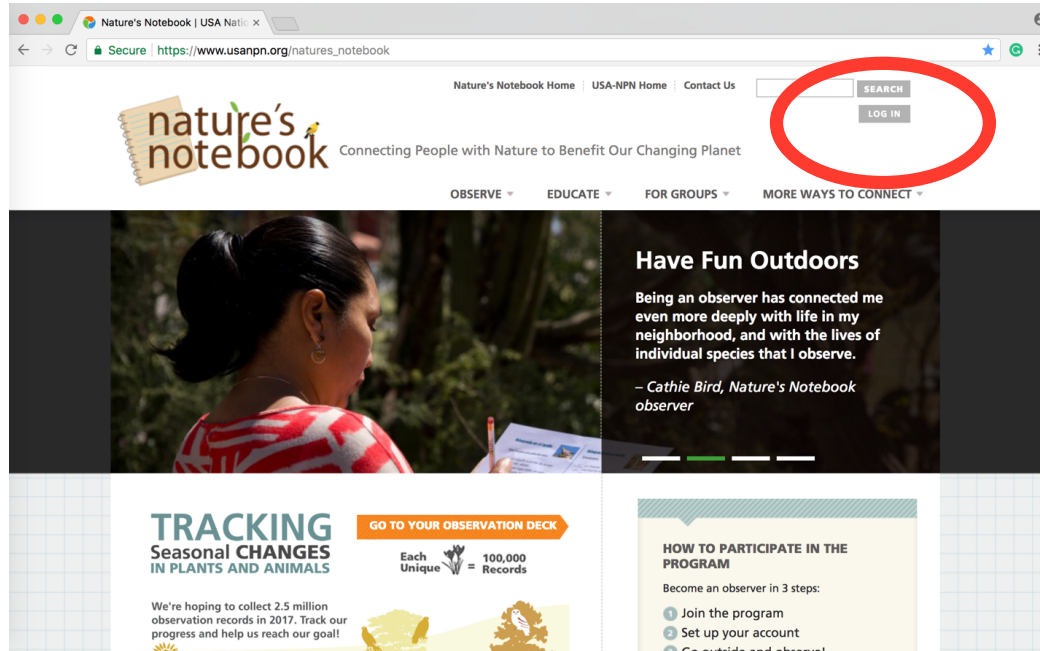 Nature's Notebook | USA Natio
Secure https://www.usanpn.org/natures_notebook
Nature's Notebook Home USA-NPN Home Contact Us
SEARCH
LOG IN
nature's
notebook
Connecting People with Nature to Benefit Our Changing Planet
OBSERVE EDUCATE FOR GROUPS MORE WAYS TO CONNECT
Have Fun Outdoors
Being an observer has connected me
even more deeply with life in my
neighborhood, and with the lives of
individual species that I observe.
– Cathie Bird, Nature's Notebook
observer
TRACKING
Seasonal CHANGES
IN PLANTS AND ANIMALS
GO TO YOUR OBSERVATION DECK
Each
Unique = 100,000
Records
We're hoping to collect 2.5 million
observation records in 2017. Track our
progress and help us reach our goal!
HOW TO PARTICIPATE IN THE
PROGRAM
Become an observer in 3 steps:
1 Join the program
2 Set up your account
Go outside and observe!